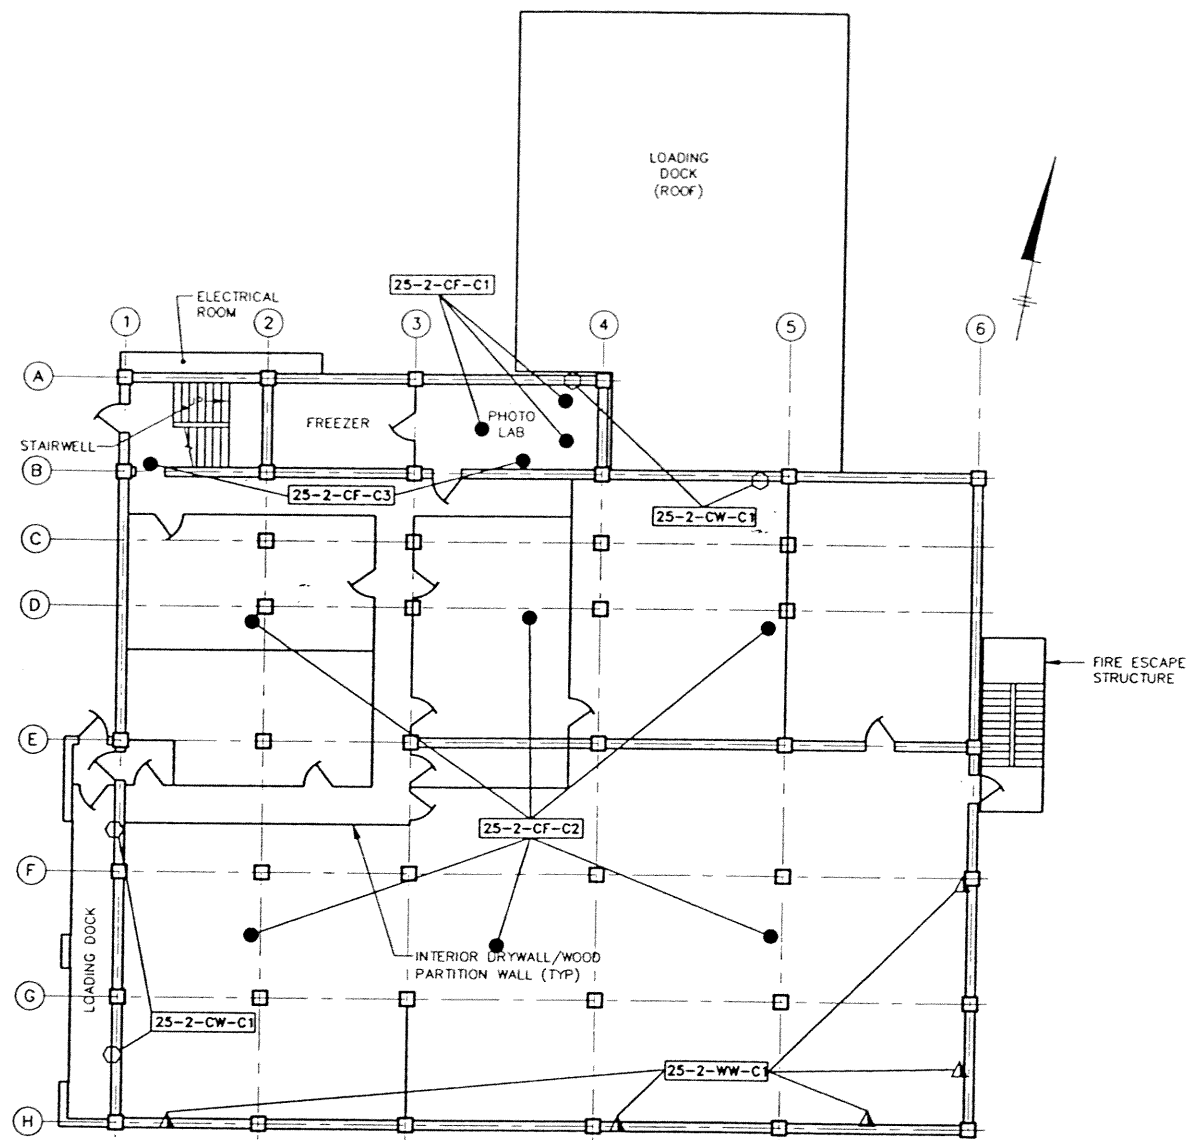 LOADING
DOCK
(ROOF)
25-2-CF-C1
ELECTRICAL
ROOM
1
2
3
4
5
6
A
FREEZER
PHOTO
LAB
STAIRWELL
B
25-2-CF-C3
25-2-CW-C1
C
D
FIRE ESCAPE
STRUCTURE
E
25-2-CF-C2
F
LOADING DOCK
INTERIOR DRYWALL/WOOD
PARTITION WALL (TYP)
G
25-2-CW-C1
25-2-WW-C1
H